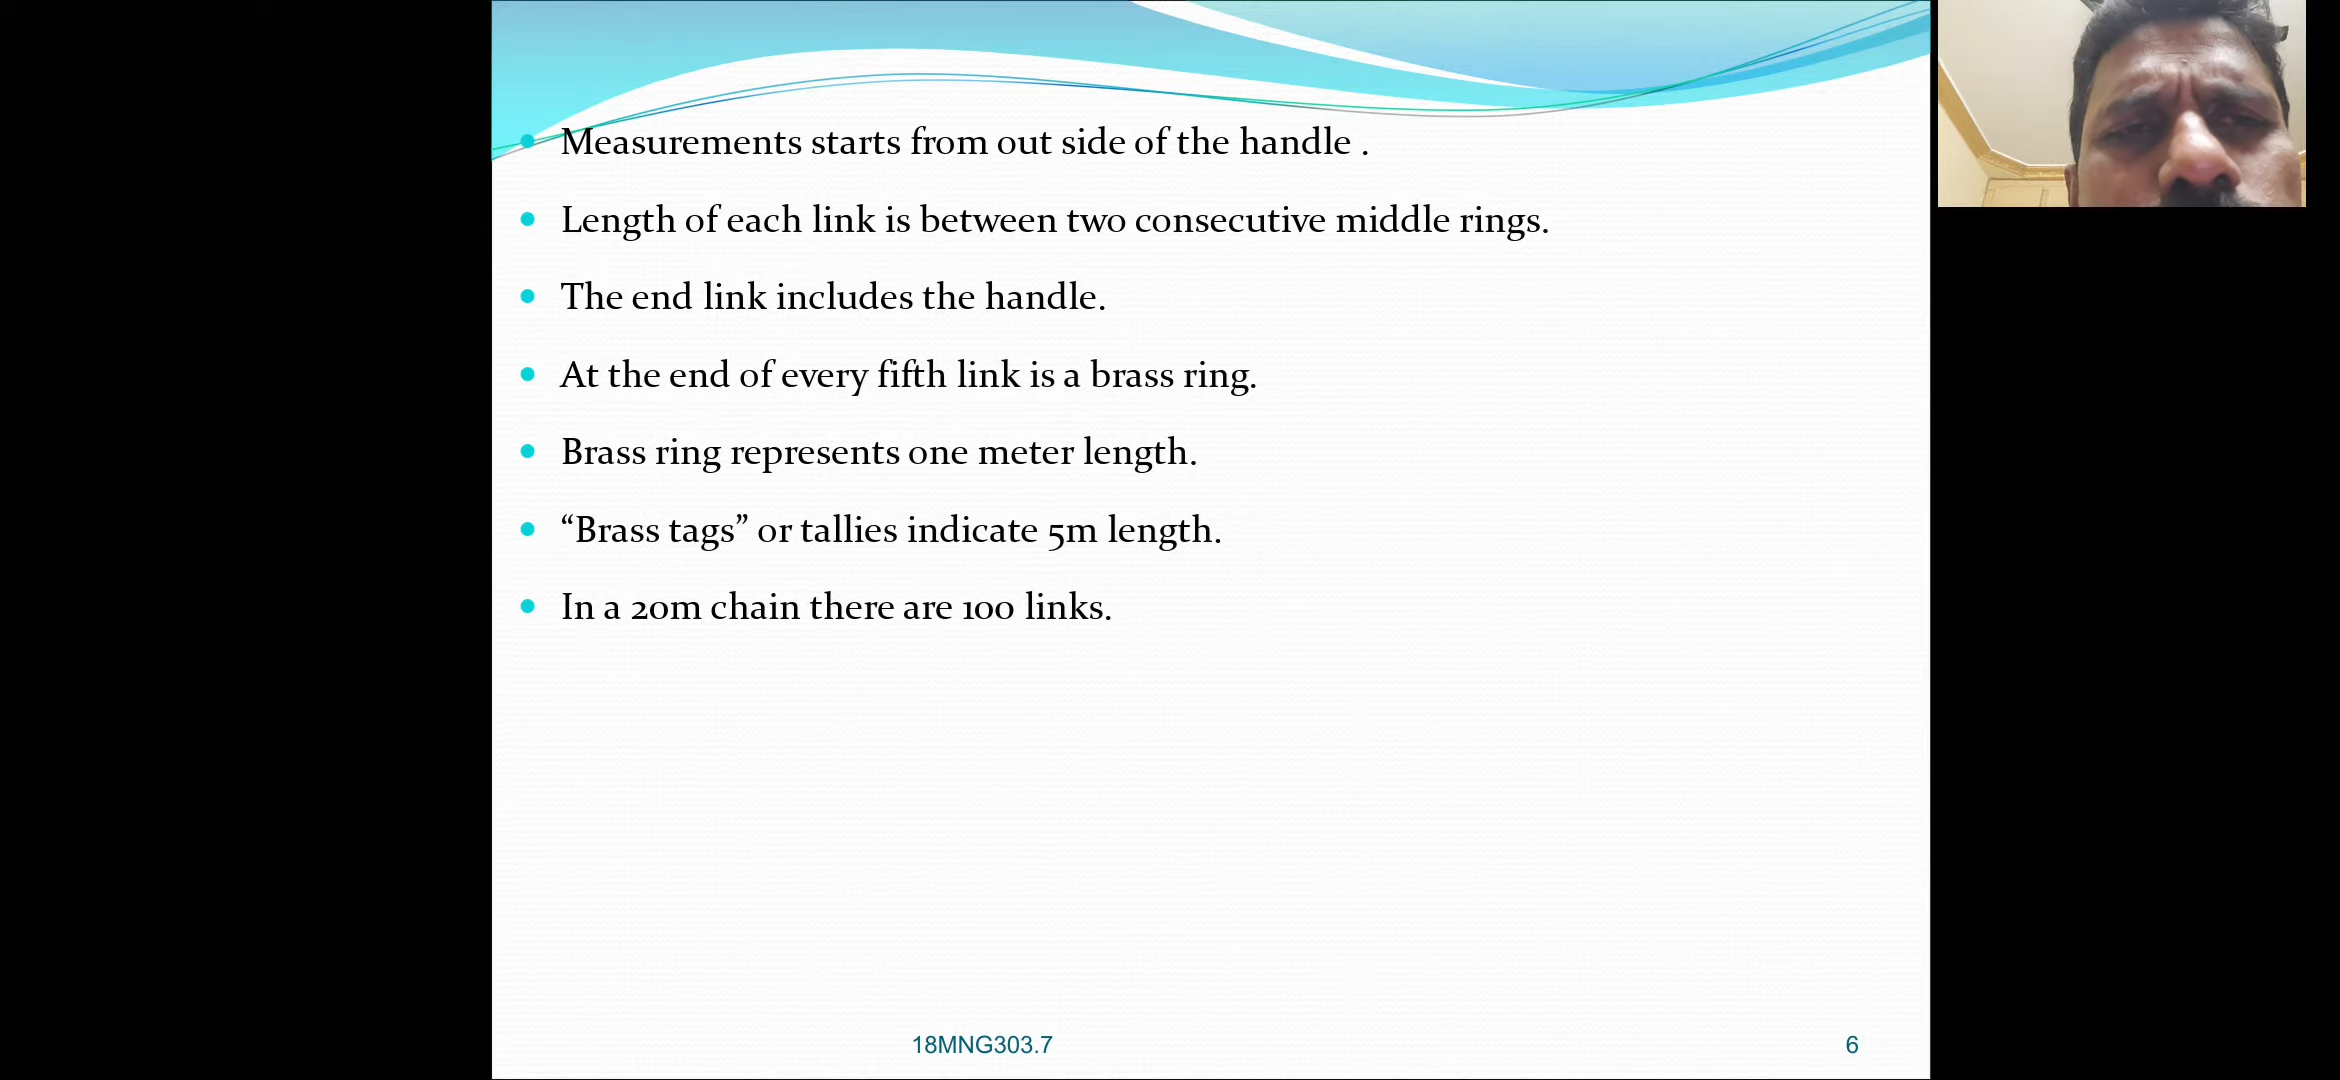 Measurements starts from out side of the handle .
Length of each link is between two consecutive middle rings.
The end link includes the handle.
At the end of every fifth link is a brass ring.
Brass ring represents one meter length.
“Brass tags” or tallies indicate 5m length.
In a 20m chain there are 100 links.
18MNG303.7
6